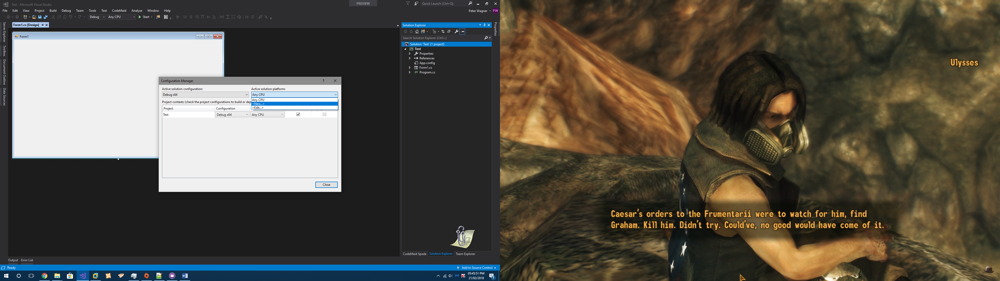 Test - Microsoft Visual Studio
PREVIEW
Quick Launch (Ctrl+Q)
File Edit View Project Build Debug Team Tools Test CodeMaid Analyze Window Help
Peter Wagner PW
Debug Any CPU Start
Server Explorer
Toolbox
Document Outline
Data Sources
Form1.cs [Design]
Form1
Configuration Manager
?
Active solution configuration:
Active solution platform:
Debug x64
Any CPU
Any CPU
<New...>
<Edit...>
Project contexts (check the project configurations to build or dep
Project Configuration
Test Debug x64 Any CPU
Close
Solution Explorer
Search Solution Explorer (Ctrl+;)
Solution 'Test' (1 project)
Test
Properties
References
App.config
Form1.cs
C# Program.cs
Properties
CodeMaid Spade Solution Explorer Team Explorer
Output Error List
Ready
Add to Source Control
05:45:51 PM
21/02/2018
3
Ulysses
Caesar's orders to the Frumentarii were to watch for him, find
Graham. Kill him. Didn't try. Could've, no good would have come of it.